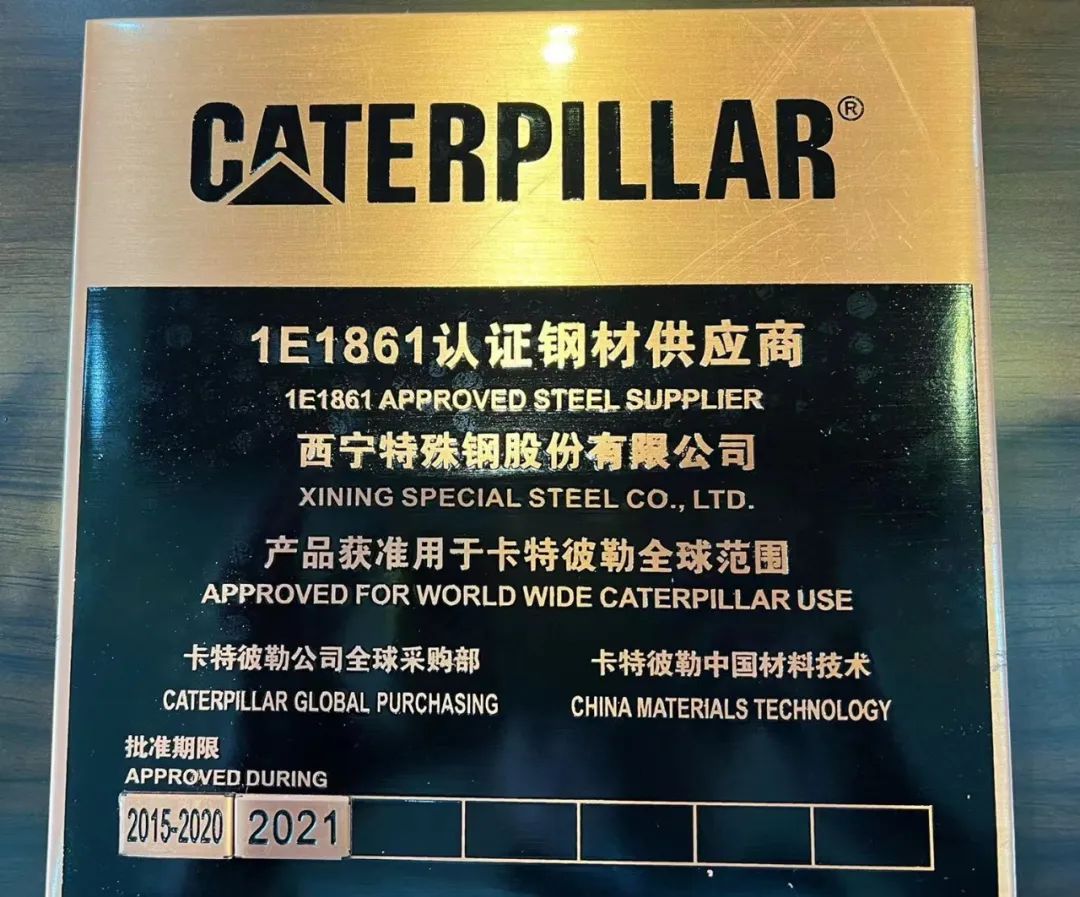 CATERPILLAR®
1E1861认证钢材供应商
1E1861 APPROVED STEEL SUPPLIER
西宁特殊钢股份有限公司
XINING SPECIAL STEEL CO., LTD.
产品获准用于卡特彼勒全球范围
APPROVED FOR WORLD WIDE CATERPILLAR USE
卡特彼勒公司全球采购部
CATERPILLAR GLOBAL PURCHASING
卡特彼勒中国材料技术
CHINA MATERIALS TECHNOLOGY
批准期限
APPROVED DURING
2015-2020 2021